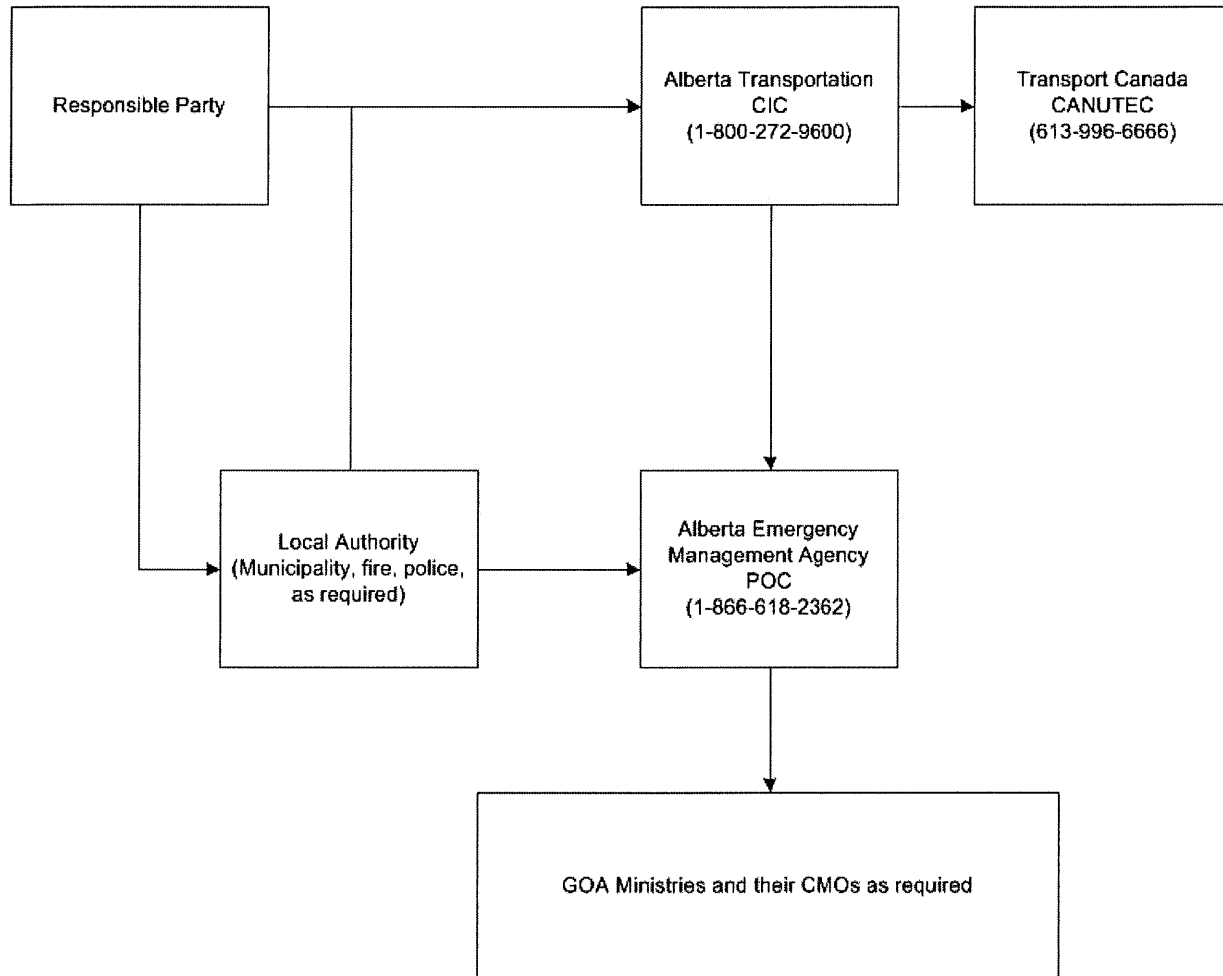 Responsible Party
Alberta Transportation
CIC
(1-800-272-9600)
Transport Canada
CANUTEC
(613-996-6666)
Local Authority
(Municipality, fire, police,
as required)
Alberta Emergency
Management Agency
POC
(1-866-618-2362)
GOA Ministries and their CMOs as required